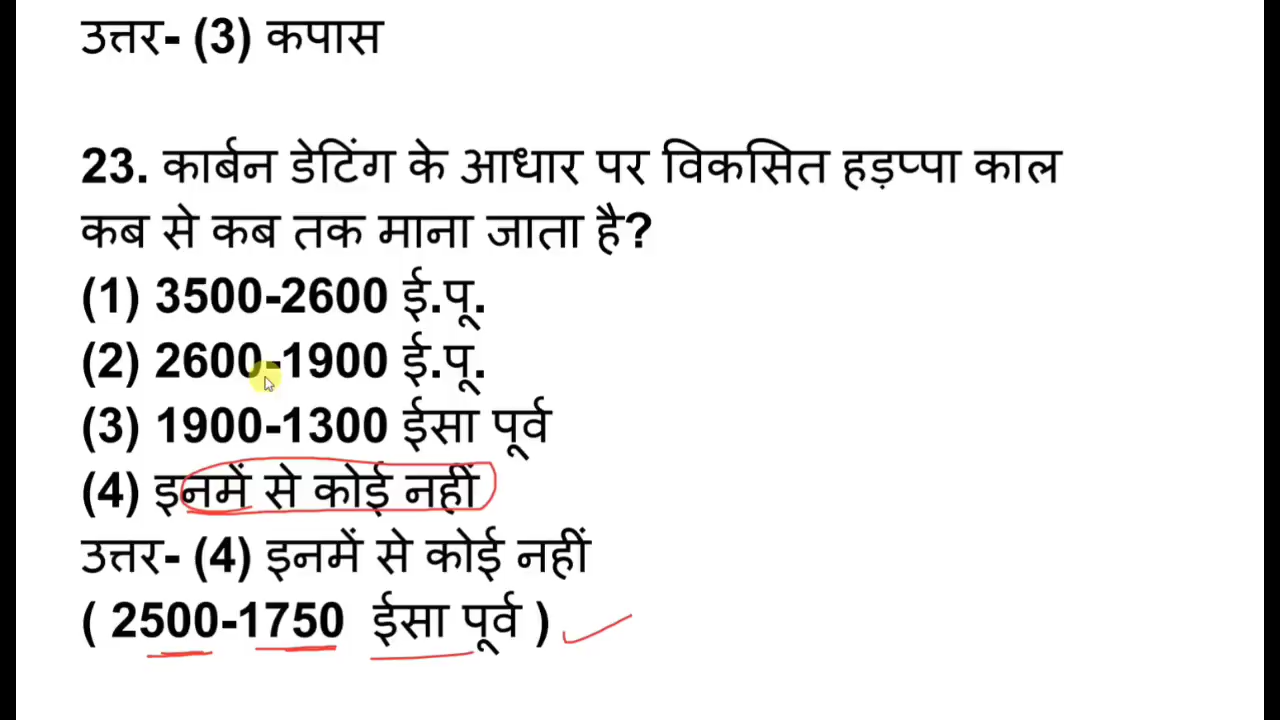 उत्तर- (3) कपास
23. कार्बन डेटिंग के आधार पर विकसित हड़प्पा काल
कब से कब तक माना जाता है?
(1) 3500-2600 ई.पू.
(2) 2600-1900 ई.पू.
(3) 1900-1300 ईसा पूर्व
(4) इनमें से कोई नहीं
उत्तर- (4) इनमें से कोई नहीं
( 2500-1750 ईसा पूर्व )